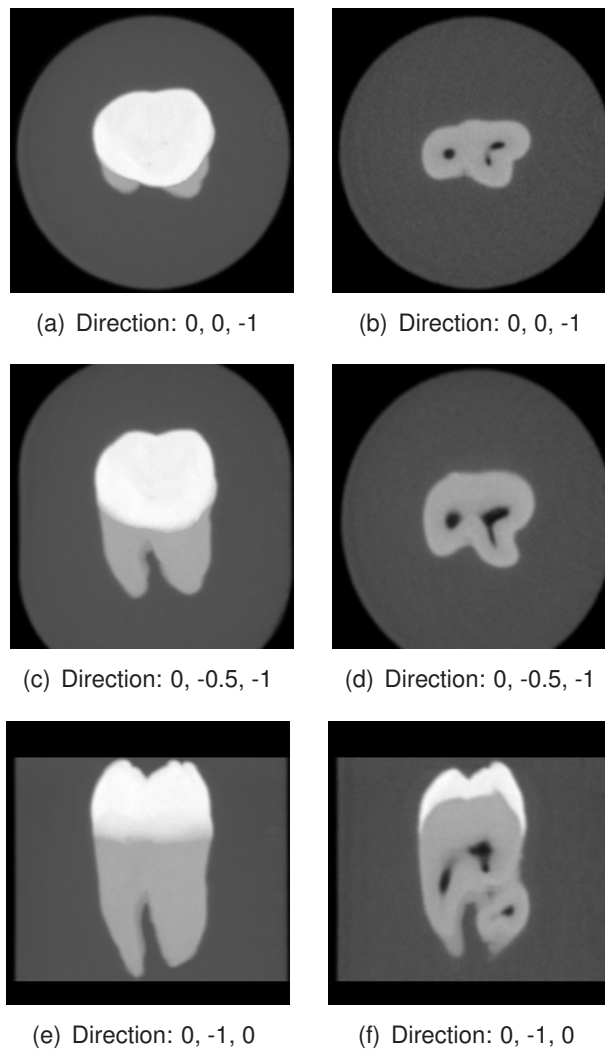 (a) Direction: 0, 0, -1
(b) Direction: 0, 0, -1
(c) Direction: 0, -0.5, -1
(d) Direction: 0, -0.5, -1
(e) Direction: 0, -1, 0
(f) Direction: 0, -1, 0